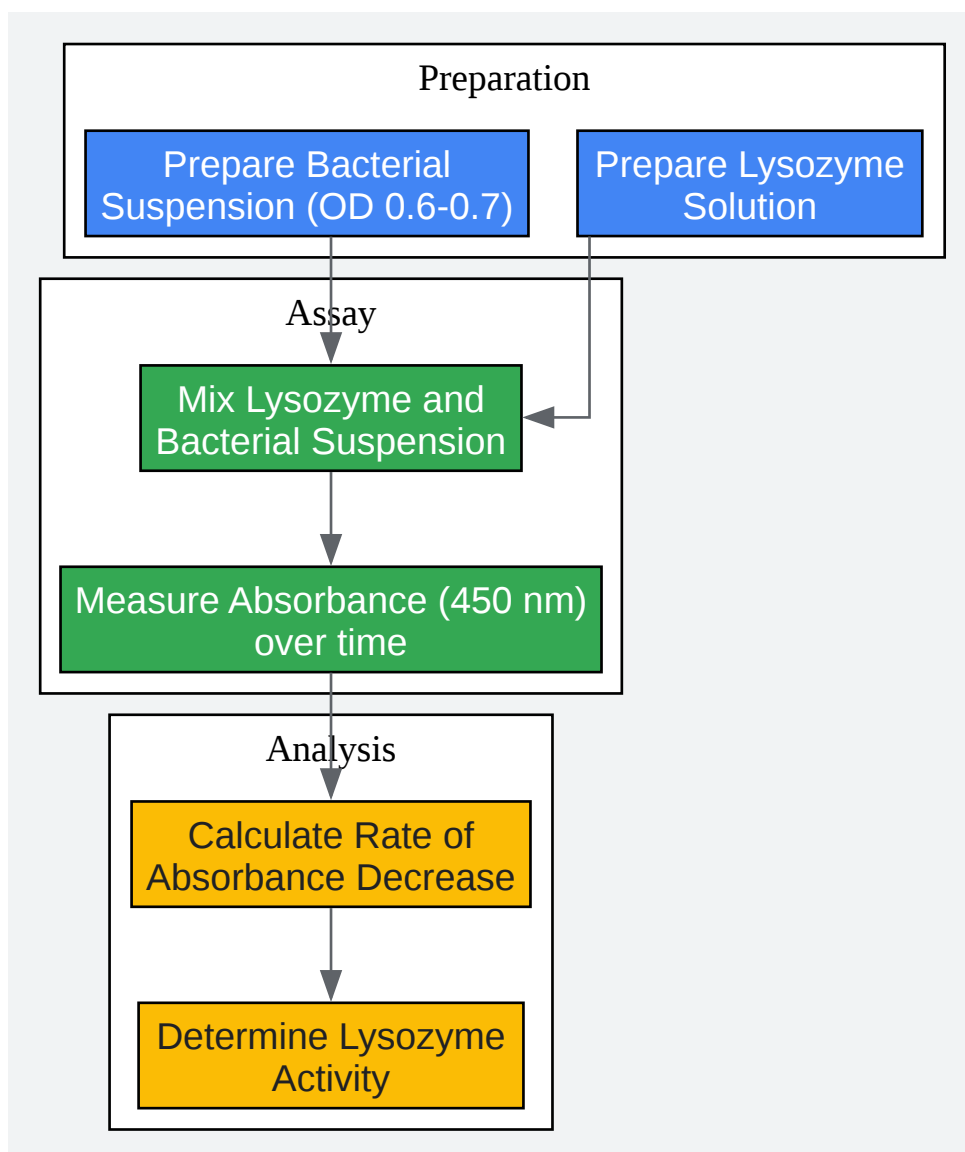 Preparation
Prepare Bacterial
Suspension (OD 0.6-0.7)
Prepare Lysozyme
Solution
Assay
Mix Lysozyme and
Bacterial Suspension
Measure Absorbance (450 nm)
over time
Analysis
Calculate Rate of
Absorbance Decrease
Determine Lysozyme
Activity